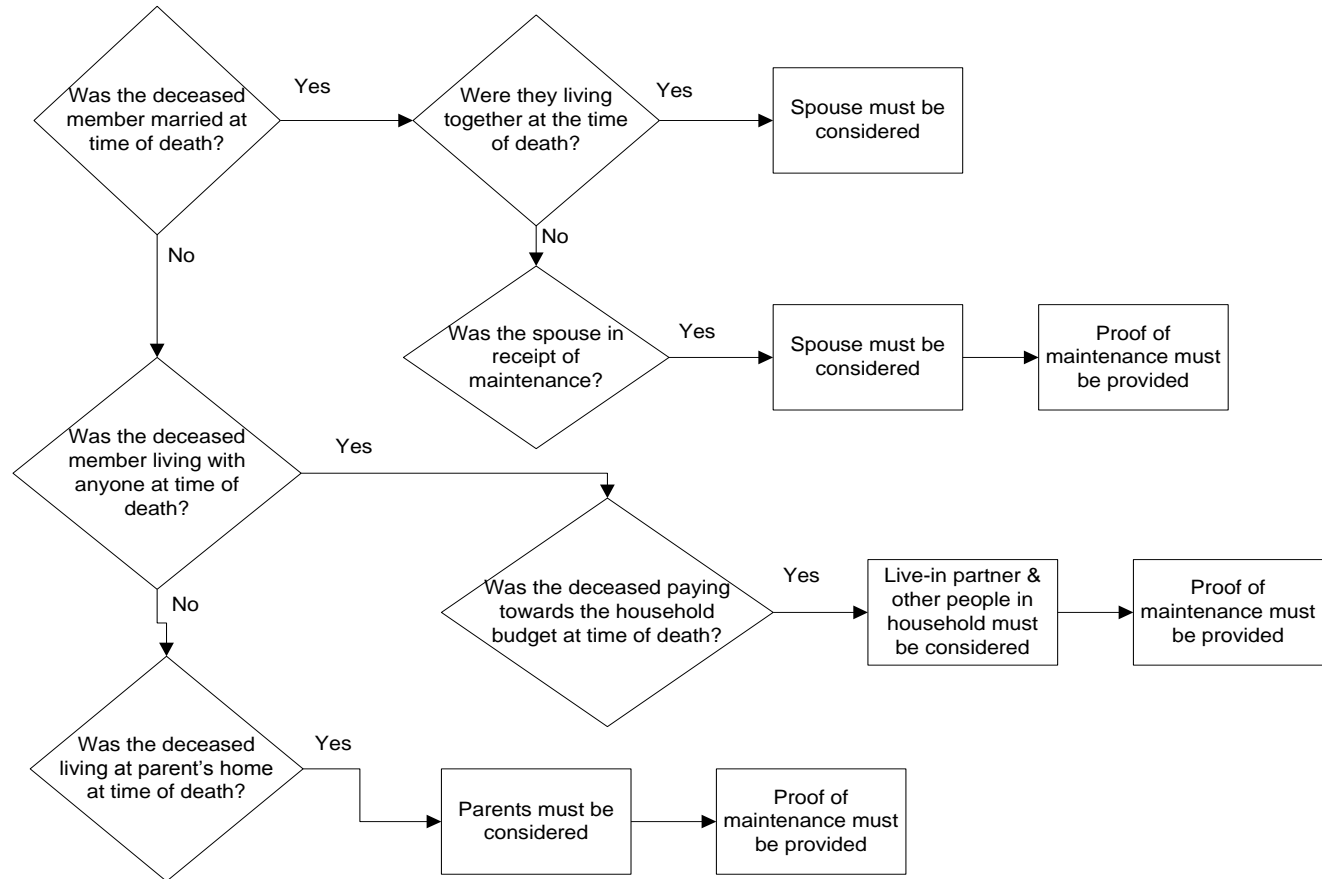 Was the deceased
member married at
time of death?
Yes
Were they living
together at the time
of death?
Yes
Spouse must be
considered
No
No
Was the spouse in
receipt of
maintenance?
Yes
Spouse must be
considered
Proof of
maintenance must
be provided
Was the deceased
member living with
anyone at time of
death?
Yes
Was the deceased paying
towards the household
budget at time of death?
Yes
Live-in partner &
other people in
household must
be considered
Proof of
maintenance must
be provided
No
Was the deceased
living at parent’s home
at time of death?
Yes
Parents must be
considered
Proof of
maintenance must
be provided